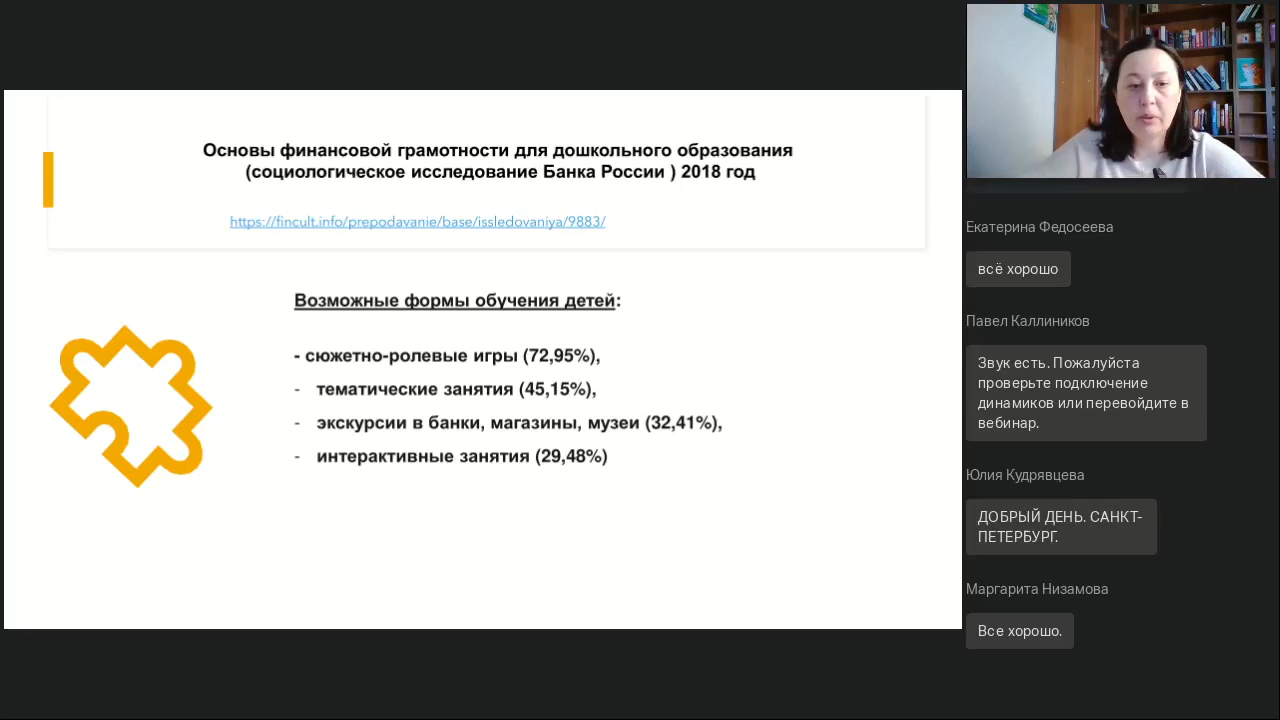 Основы финансовой грамотности для дошкольного образования
(социологическое исследование Банка России ) 2018 год
https://fincult.info/prepodavanie/base/issledovaniya/9883/
Возможные формы обучения детей:
- сюжетно-ролевые игры (72,95%),
- тематические занятия (45,15%),
- экскурсии в банки, магазины, музеи (32,41%),
- интерактивные занятия (29,48%)
Екатерина Федосеева
всё хорошо
Павел Каллиников
Звук есть. Пожалуйста
проверьте подключение
динамиков или перевойдите в
вебинар.
Юлия Кудрявцева
ДОБРЫЙ ДЕНЬ. САНКТ-
ПЕТЕРБУРГ.
Маргарита Низамова
Все хорошо.